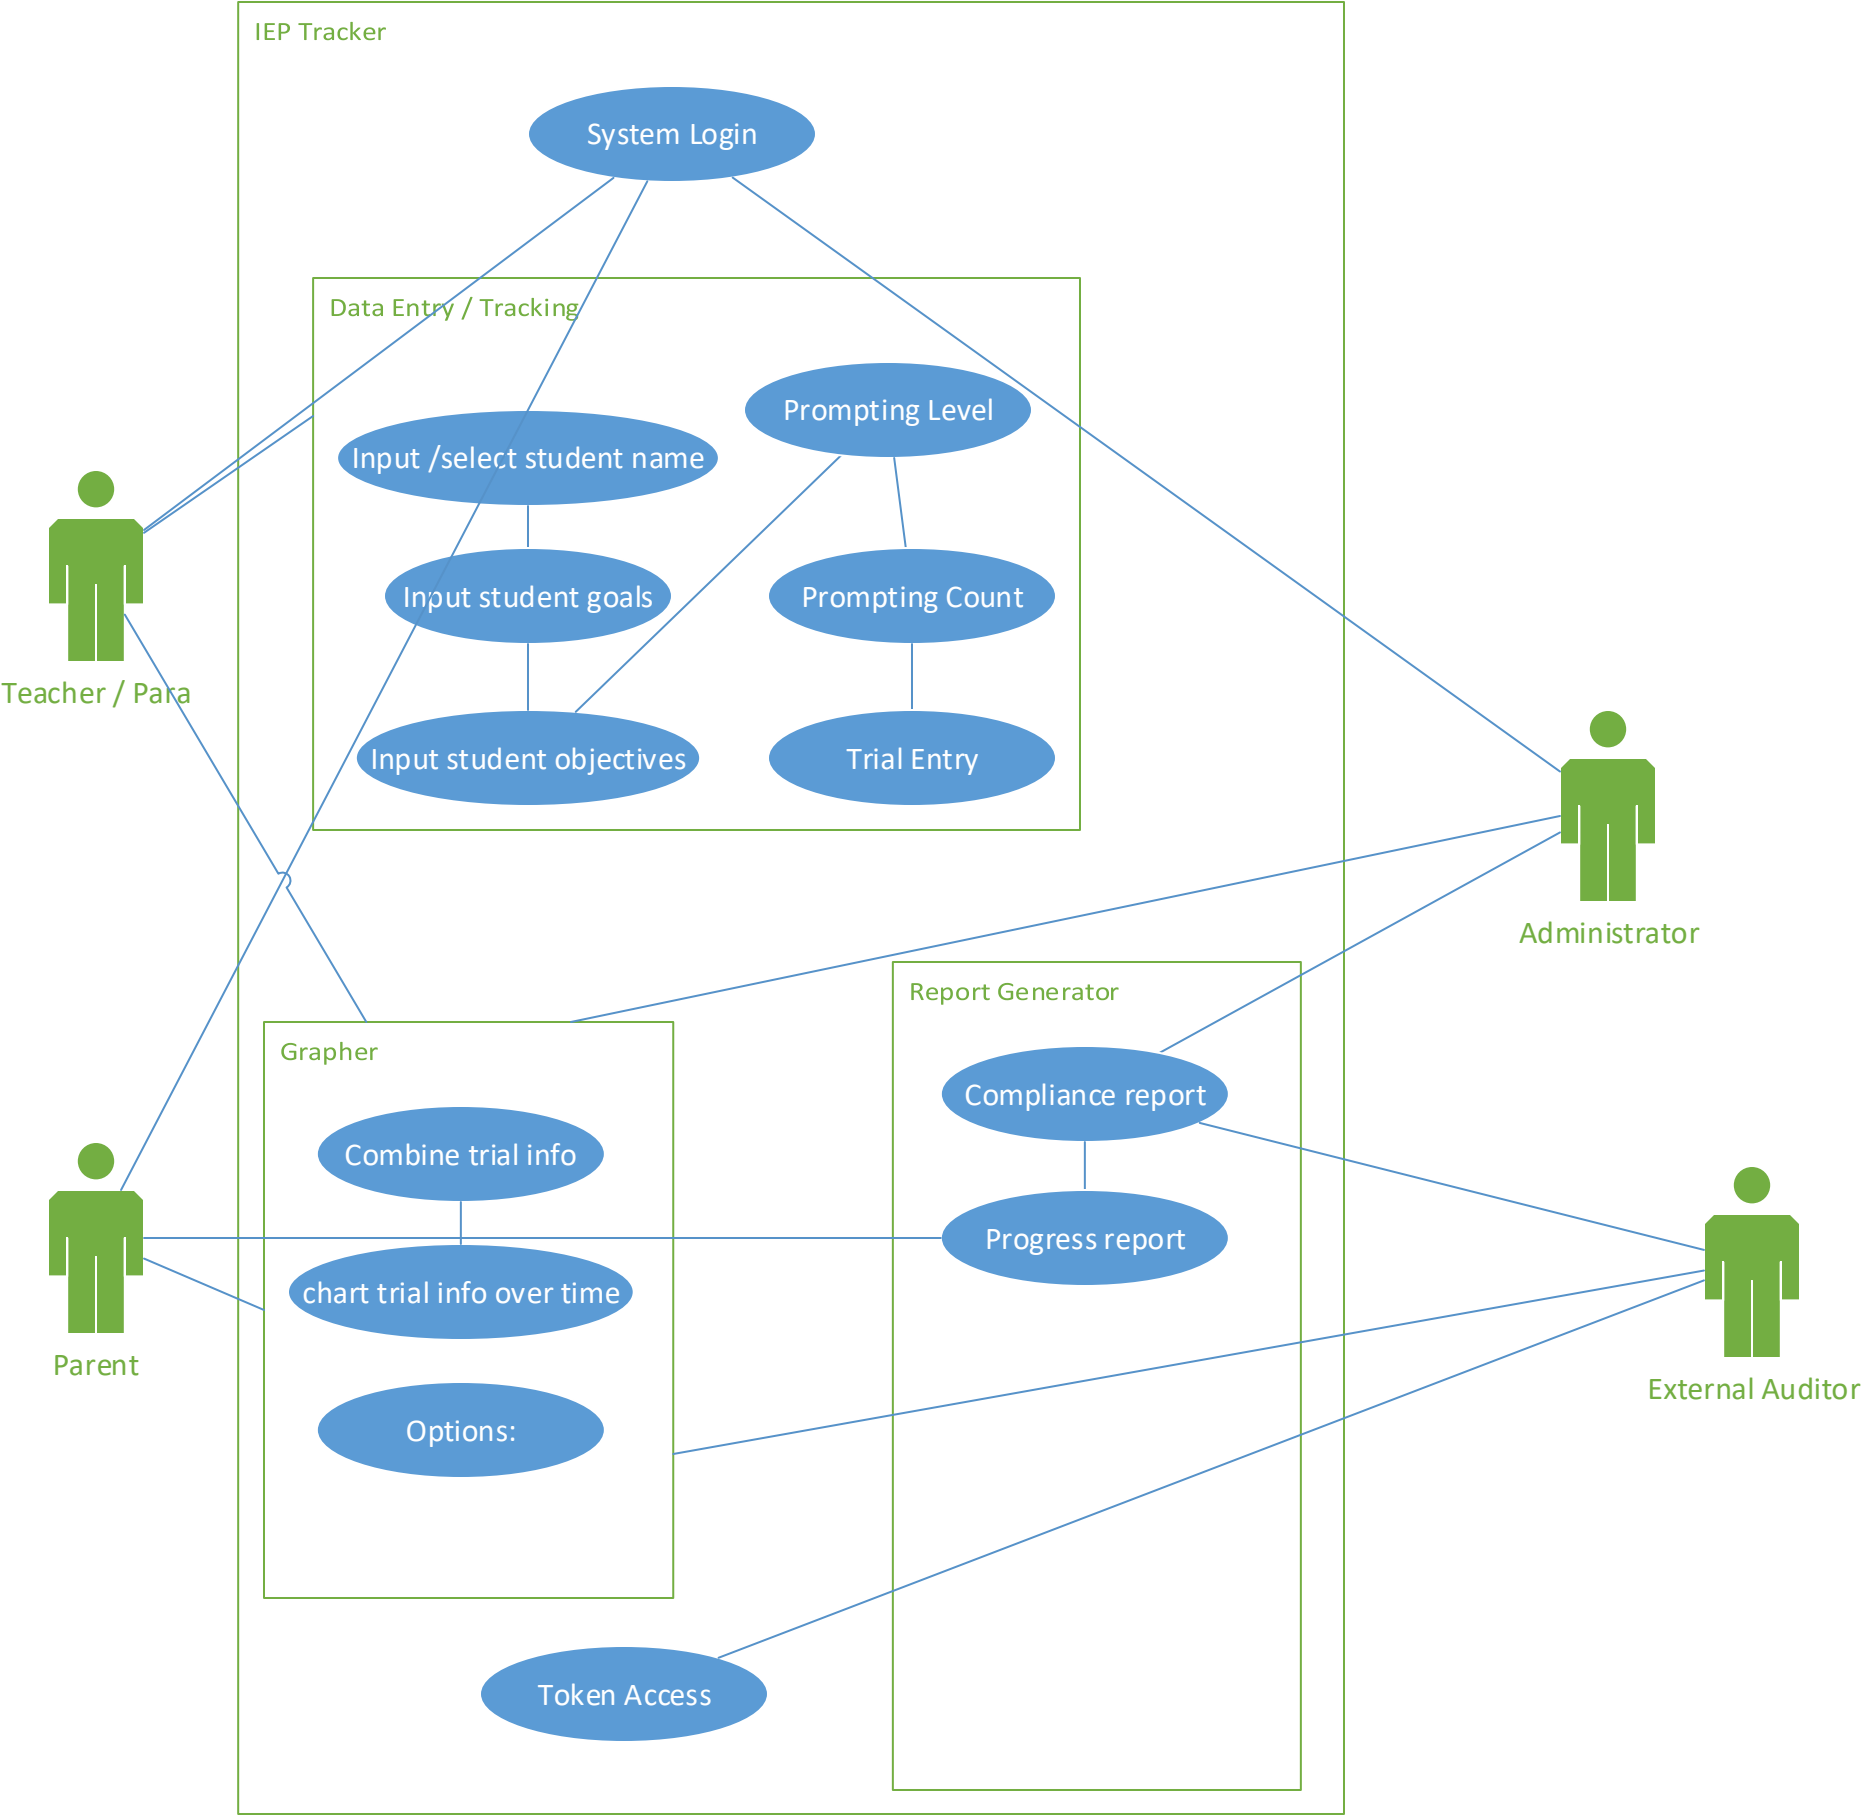 IEP Tracker
System Login
Data Entry / Tracking
Prompting Level
Input /select student name
Input student goals
Prompting Count
Teacher / Para
Input student objectives
Trial Entry
Administrator
Report Generator
Grapher
Compliance report
Combine trial info
Progress report
chart trial info over time
Parent
External Auditor
Options:
Token Access